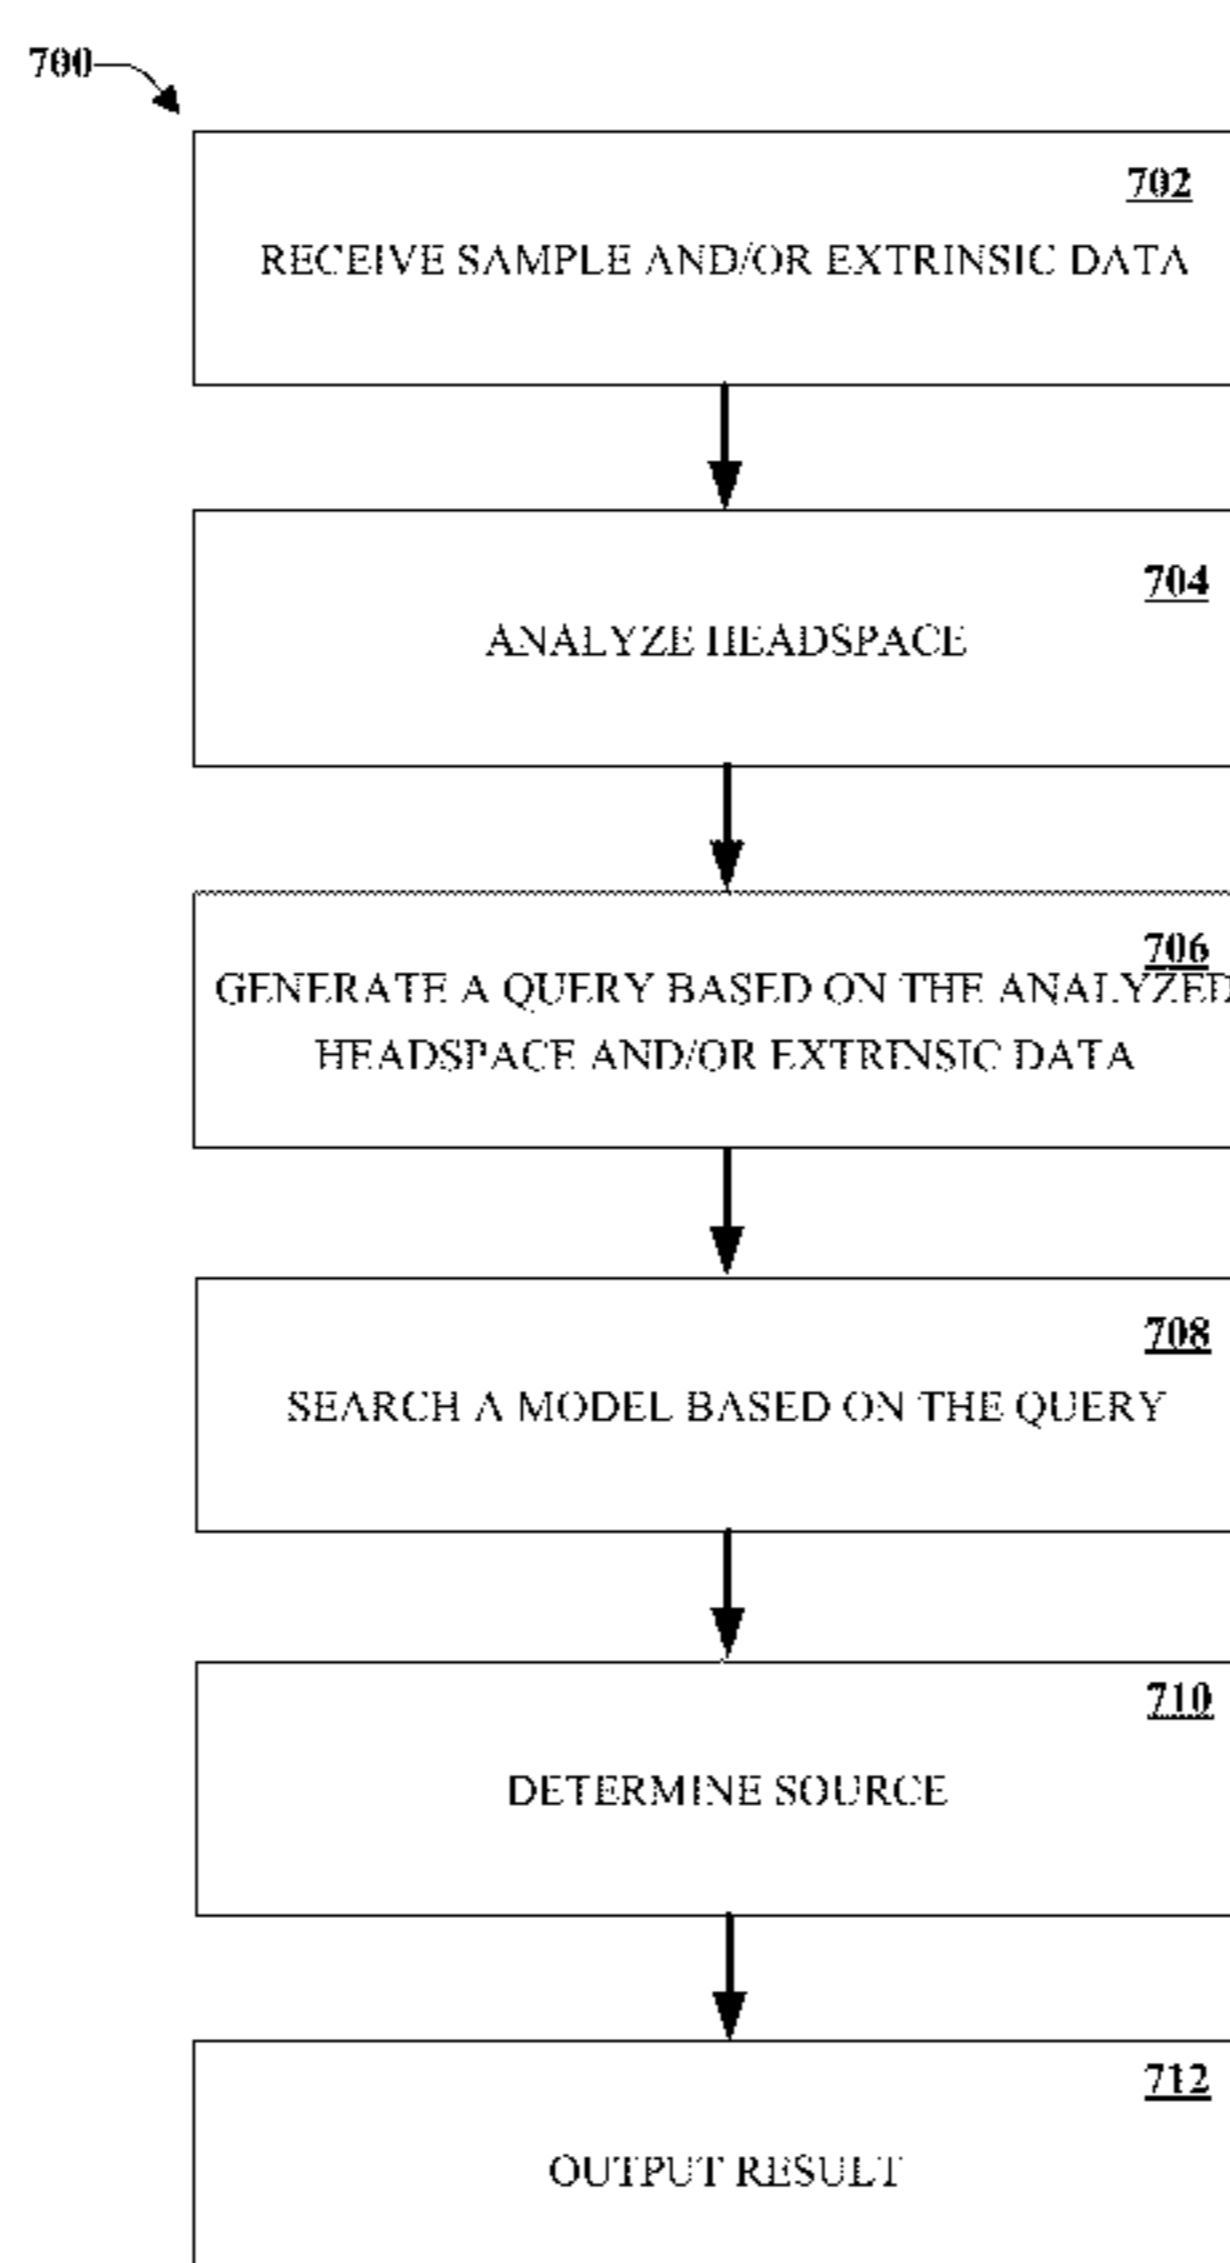 700
702
RECEIVE SAMPLE AND/OR EXTRINSIC DATA
704
ANALYZE HEADSPACE
706
GENERATE A QUERY BASED ON THE ANALYZED
HEADSPACE AND/OR EXTRINSIC DATA
708
SEARCH A MODEL BASED ON THE QUERY
710
DETERMINE SOURCE
712
OUTPUT RESULT